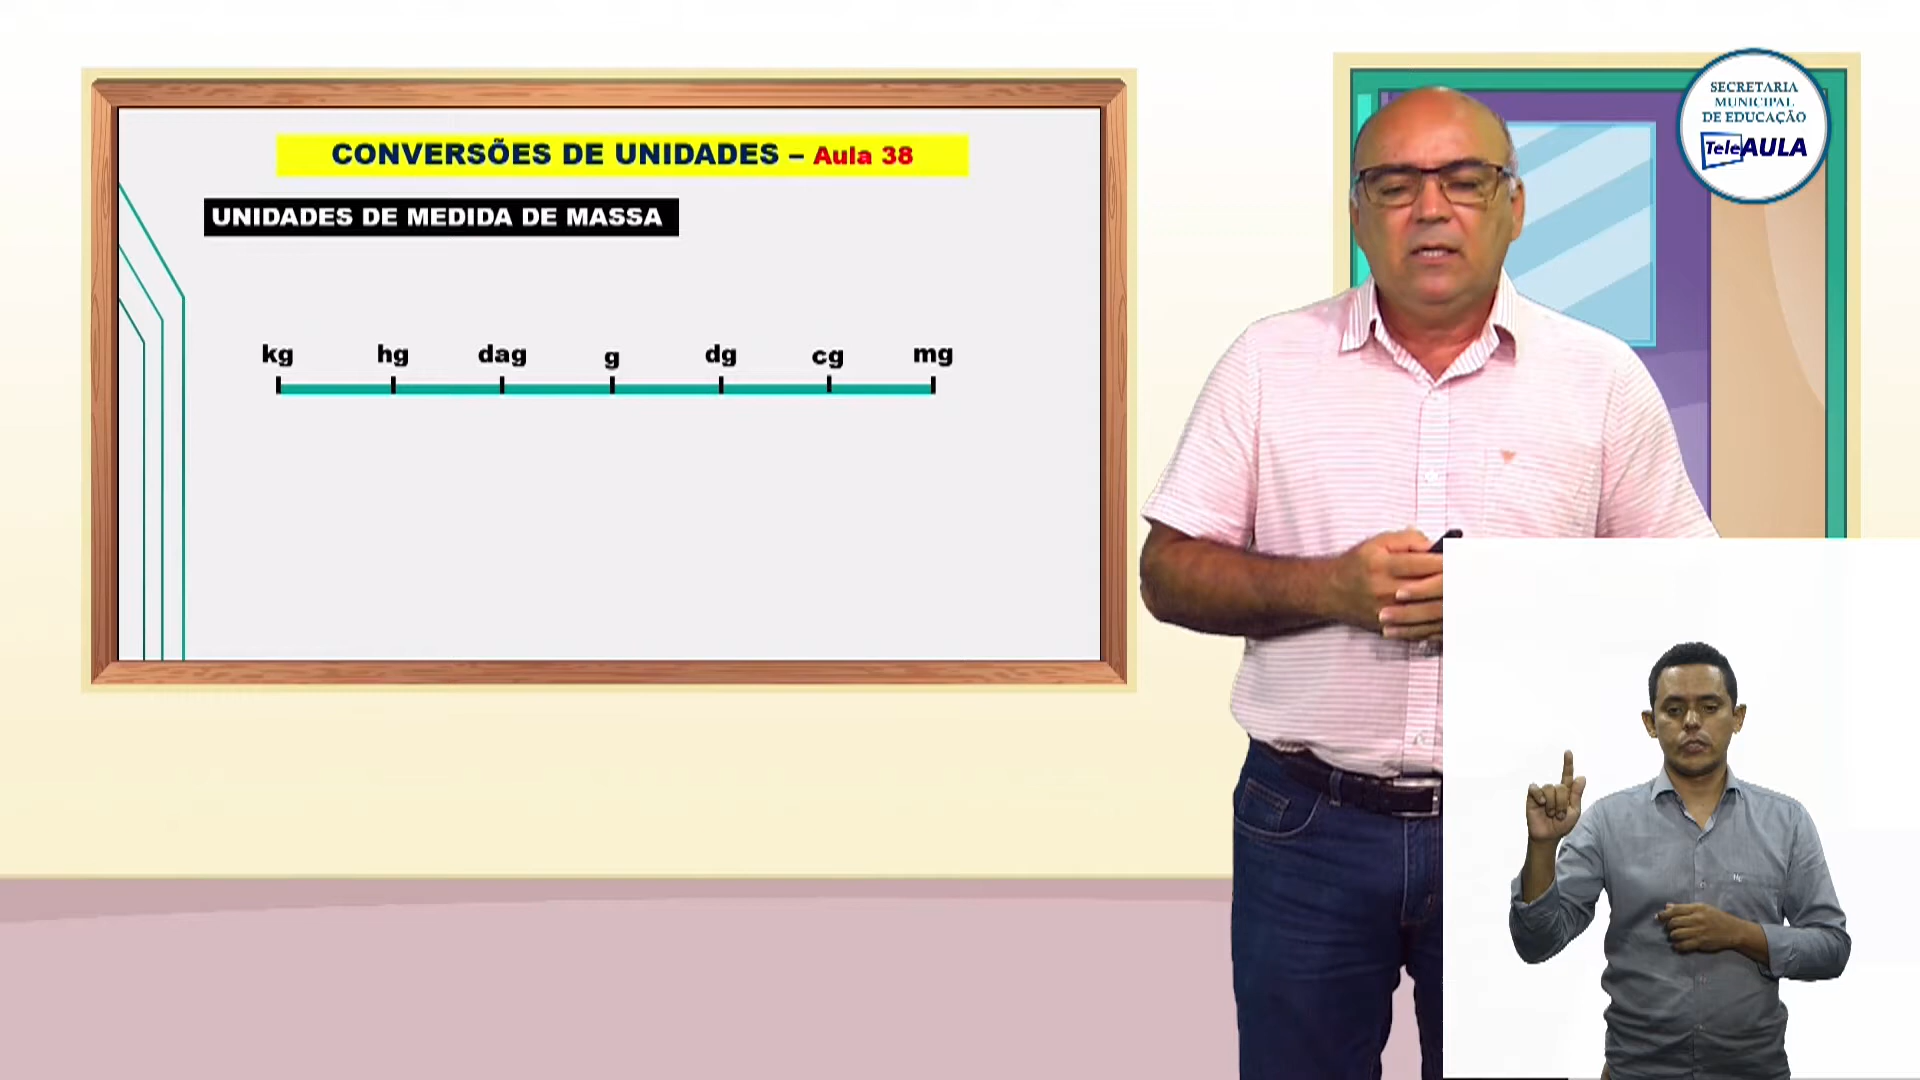 CONVERSÕES DE UNIDADES – Aula 38
UNIDADES DE MEDIDA DE MASSA
kg hg dag g dg cg mg
SECRETARIA
MUNICIPAL
DE EDUCAÇÃO
TeleAULA